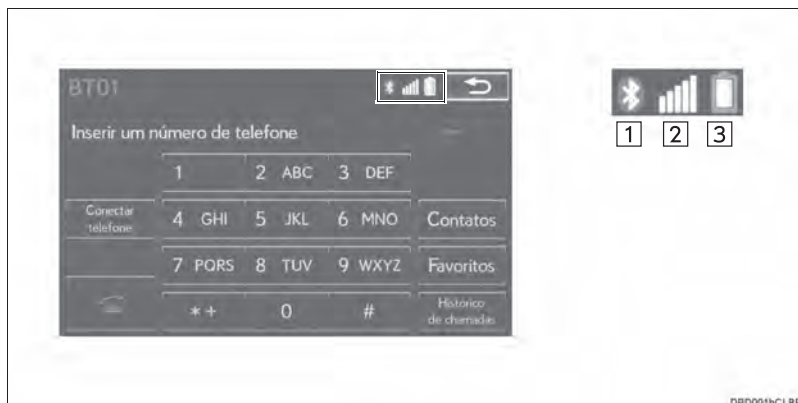 BT01
Inserir um número de telefone
1 2 ABC 3 DEF
Conectar telefone
4 GHI 5 JKL 6 MNO
Contatos
7 PQRS 8 TUV 9 WXYZ
Favoritos
*+ 0 #
Histórico
de chamadas
1 2 3